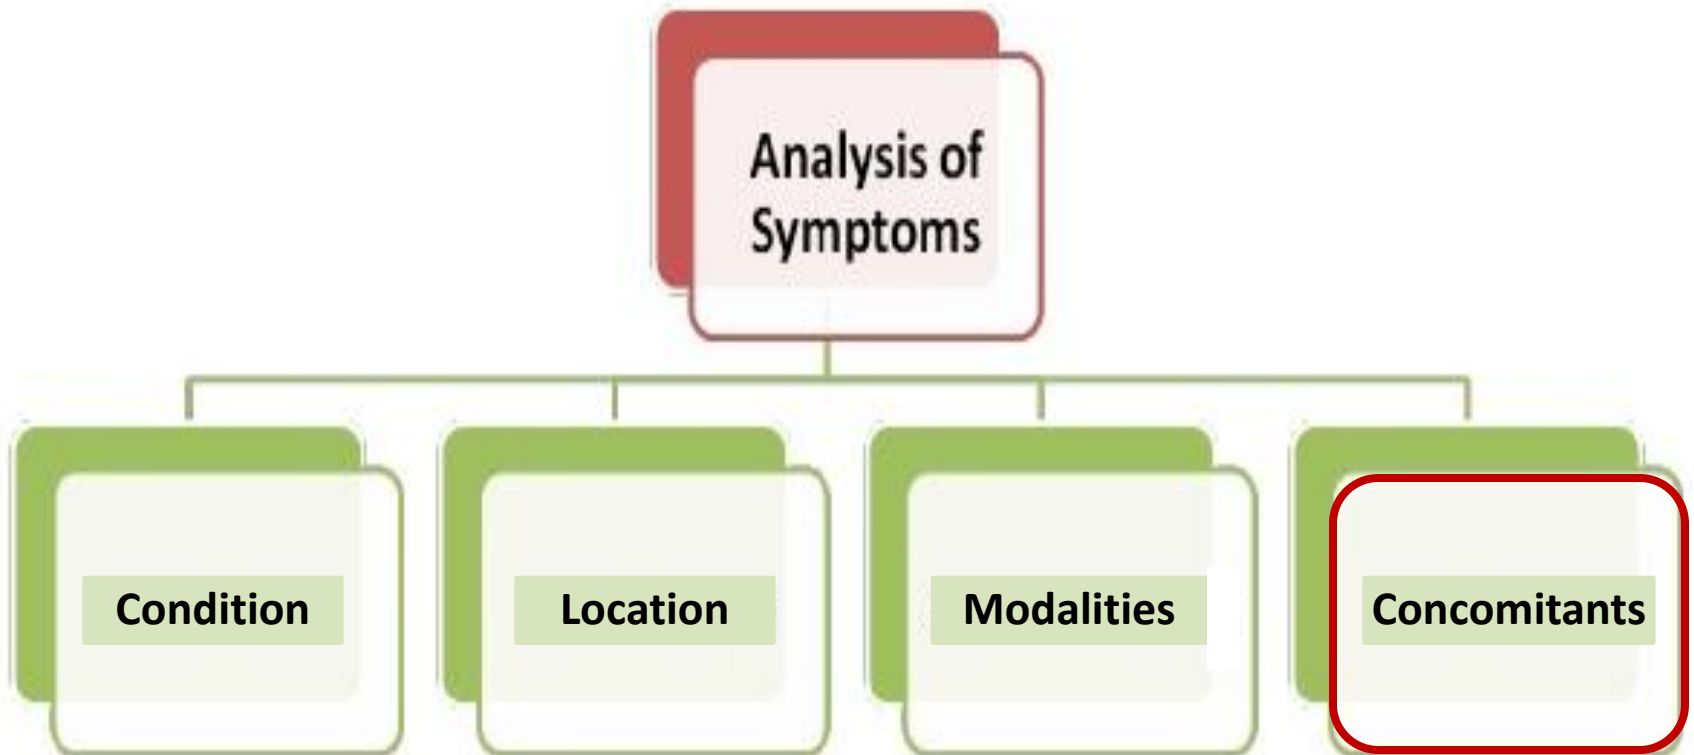 Analysis of
Symptoms
Condition
Location
Modalities
Concomitants